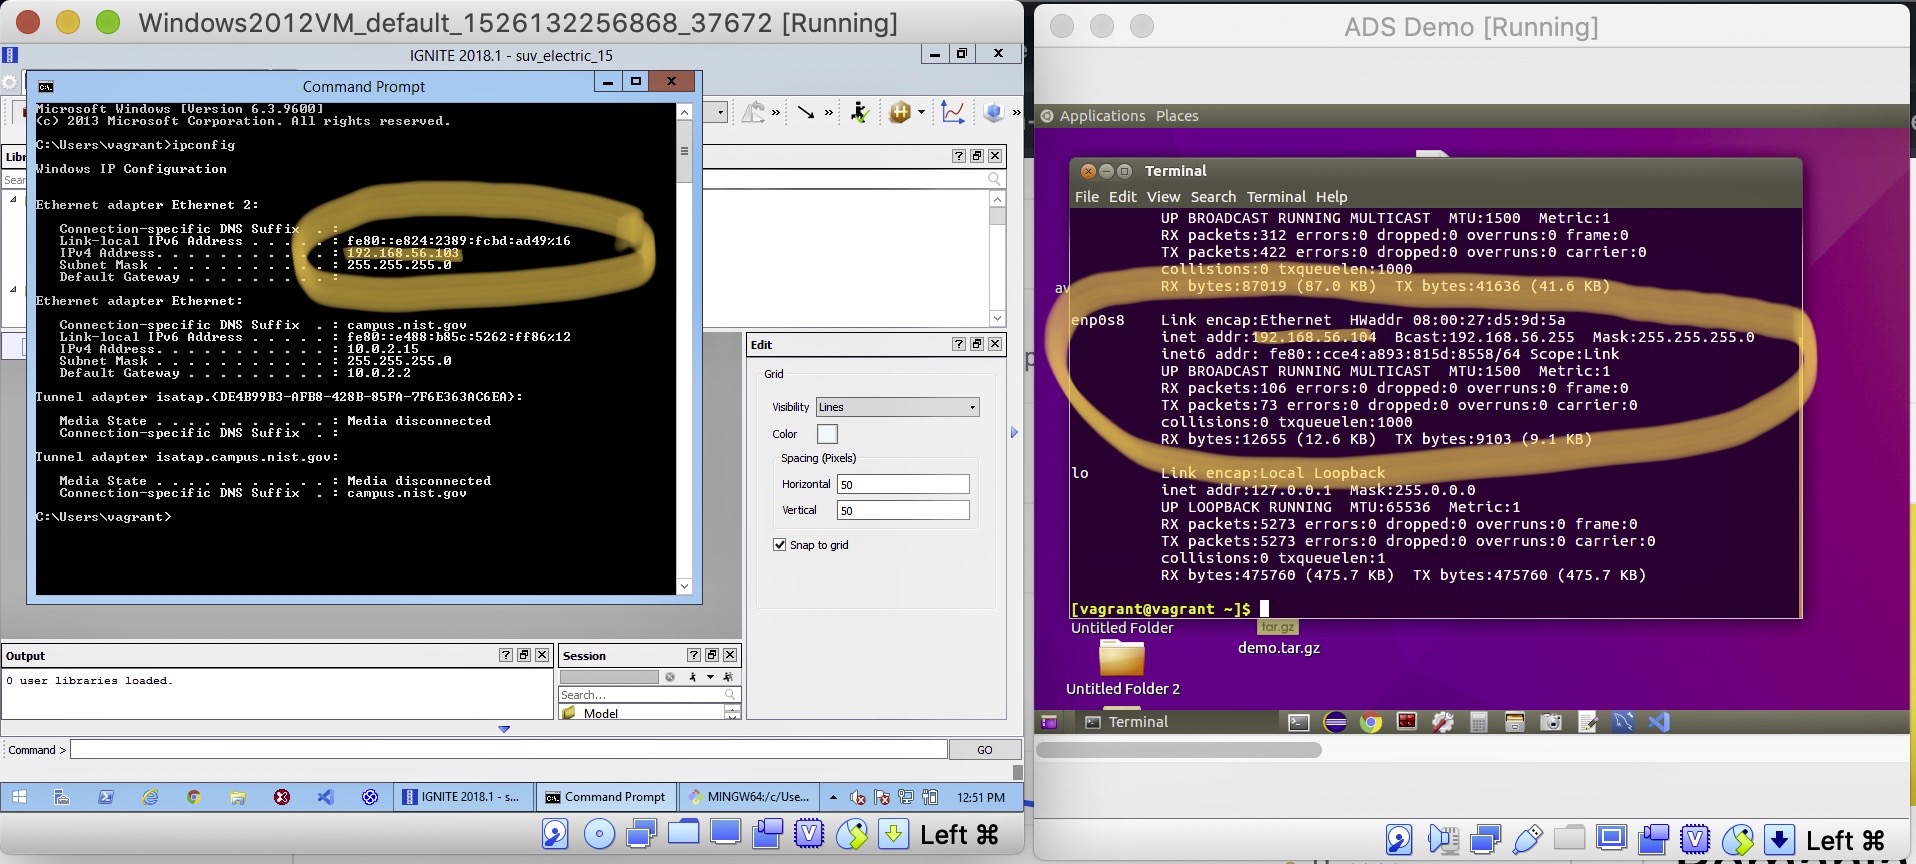 Windows2012VM_default_1526132256868_37672 [Running]
IGNITE 2018.1 - suv_electric_15
Command Prompt
Microsoft Windows [Version 6.3.9600]
(c) 2013 Microsoft Corporation. All rights reserved.
C:\Users\vagrant>ipconfig
Windows IP Configuration
Ethernet adapter Ethernet 2:
Connection-specific DNS Suffix  . :
Link-local IPv6 Address . . . . . : fe80::e824:2389:fcbd:ad49%16
IPv4 Address. . . . . . . . . . . : 192.168.56.103
Subnet Mask . . . . . . . . . . . : 255.255.255.0
Default Gateway . . . . . . . . . :
Ethernet adapter Ethernet:
Connection-specific DNS Suffix  . : campus.nist.gov
Link-local IPv6 Address . . . . . : fe80::e488:b85c:5262:ff86%12
IPv4 Address. . . . . . . . . . . : 10.0.2.15
Subnet Mask . . . . . . . . . . . : 255.255.255.0
Default Gateway . . . . . . . . . : 10.0.2.2
Tunnel adapter isatap.{DE4B99B3-AFB8-428B-85FA-7F6E363AC6EA}:
Media State . . . . . . . . . . . : Media disconnected
Connection-specific DNS Suffix  . :
Tunnel adapter isatap.campus.nist.gov:
Media State . . . . . . . . . . . : Media disconnected
Connection-specific DNS Suffix  . : campus.nist.gov
C:\Users\vagrant>
Libr
Sear
Edit
Grid
Visibility Lines
Color
Spacing (Pixels)
Horizontal 50
Vertical 50
Snap to grid
Output
0 user libraries loaded.
Session
Search...
Model
Command >
GO
IGNITE 2018.1 - s...
Command Prompt
MINGW64:/c/Use...
12:51 PM
Left ⌘
ADS Demo [Running]
Applications Places
Terminal
File Edit View Search Terminal Help
UP BROADCAST RUNNING MULTICAST  MTU:1500  Metric:1
RX packets:312 errors:0 dropped:0 overruns:0 frame:0
TX packets:422 errors:0 dropped:0 overruns:0 carrier:0
collisions:0 txqueuelen:1000
RX bytes:87019 (87.0 KB)  TX bytes:41636 (41.6 KB)
enp0s8    Link encap:Ethernet  HWaddr 08:00:27:d5:9d:5a
inet addr:192.168.56.104  Bcast:192.168.56.255  Mask:255.255.255.0
inet6 addr: fe80::cce4:a893:815d:8558/64 Scope:Link
UP BROADCAST RUNNING MULTICAST  MTU:1500  Metric:1
RX packets:106 errors:0 dropped:0 overruns:0 frame:0
TX packets:73 errors:0 dropped:0 overruns:0 carrier:0
collisions:0 txqueuelen:1000
RX bytes:12655 (12.6 KB)  TX bytes:9103 (9.1 KB)
lo        Link encap:Local Loopback
inet addr:127.0.0.1  Mask:255.0.0.0
UP LOOPBACK RUNNING  MTU:65536  Metric:1
RX packets:5273 errors:0 dropped:0 overruns:0 frame:0
TX packets:5273 errors:0 dropped:0 overruns:0 carrier:0
collisions:0 txqueuelen:1
RX bytes:475760 (475.7 KB)  TX bytes:475760 (475.7 KB)
[vagrant@vagrant ~]$
Untitled Folder
tar.gz
demo.tar.gz
Untitled Folder 2
Terminal
Left ⌘